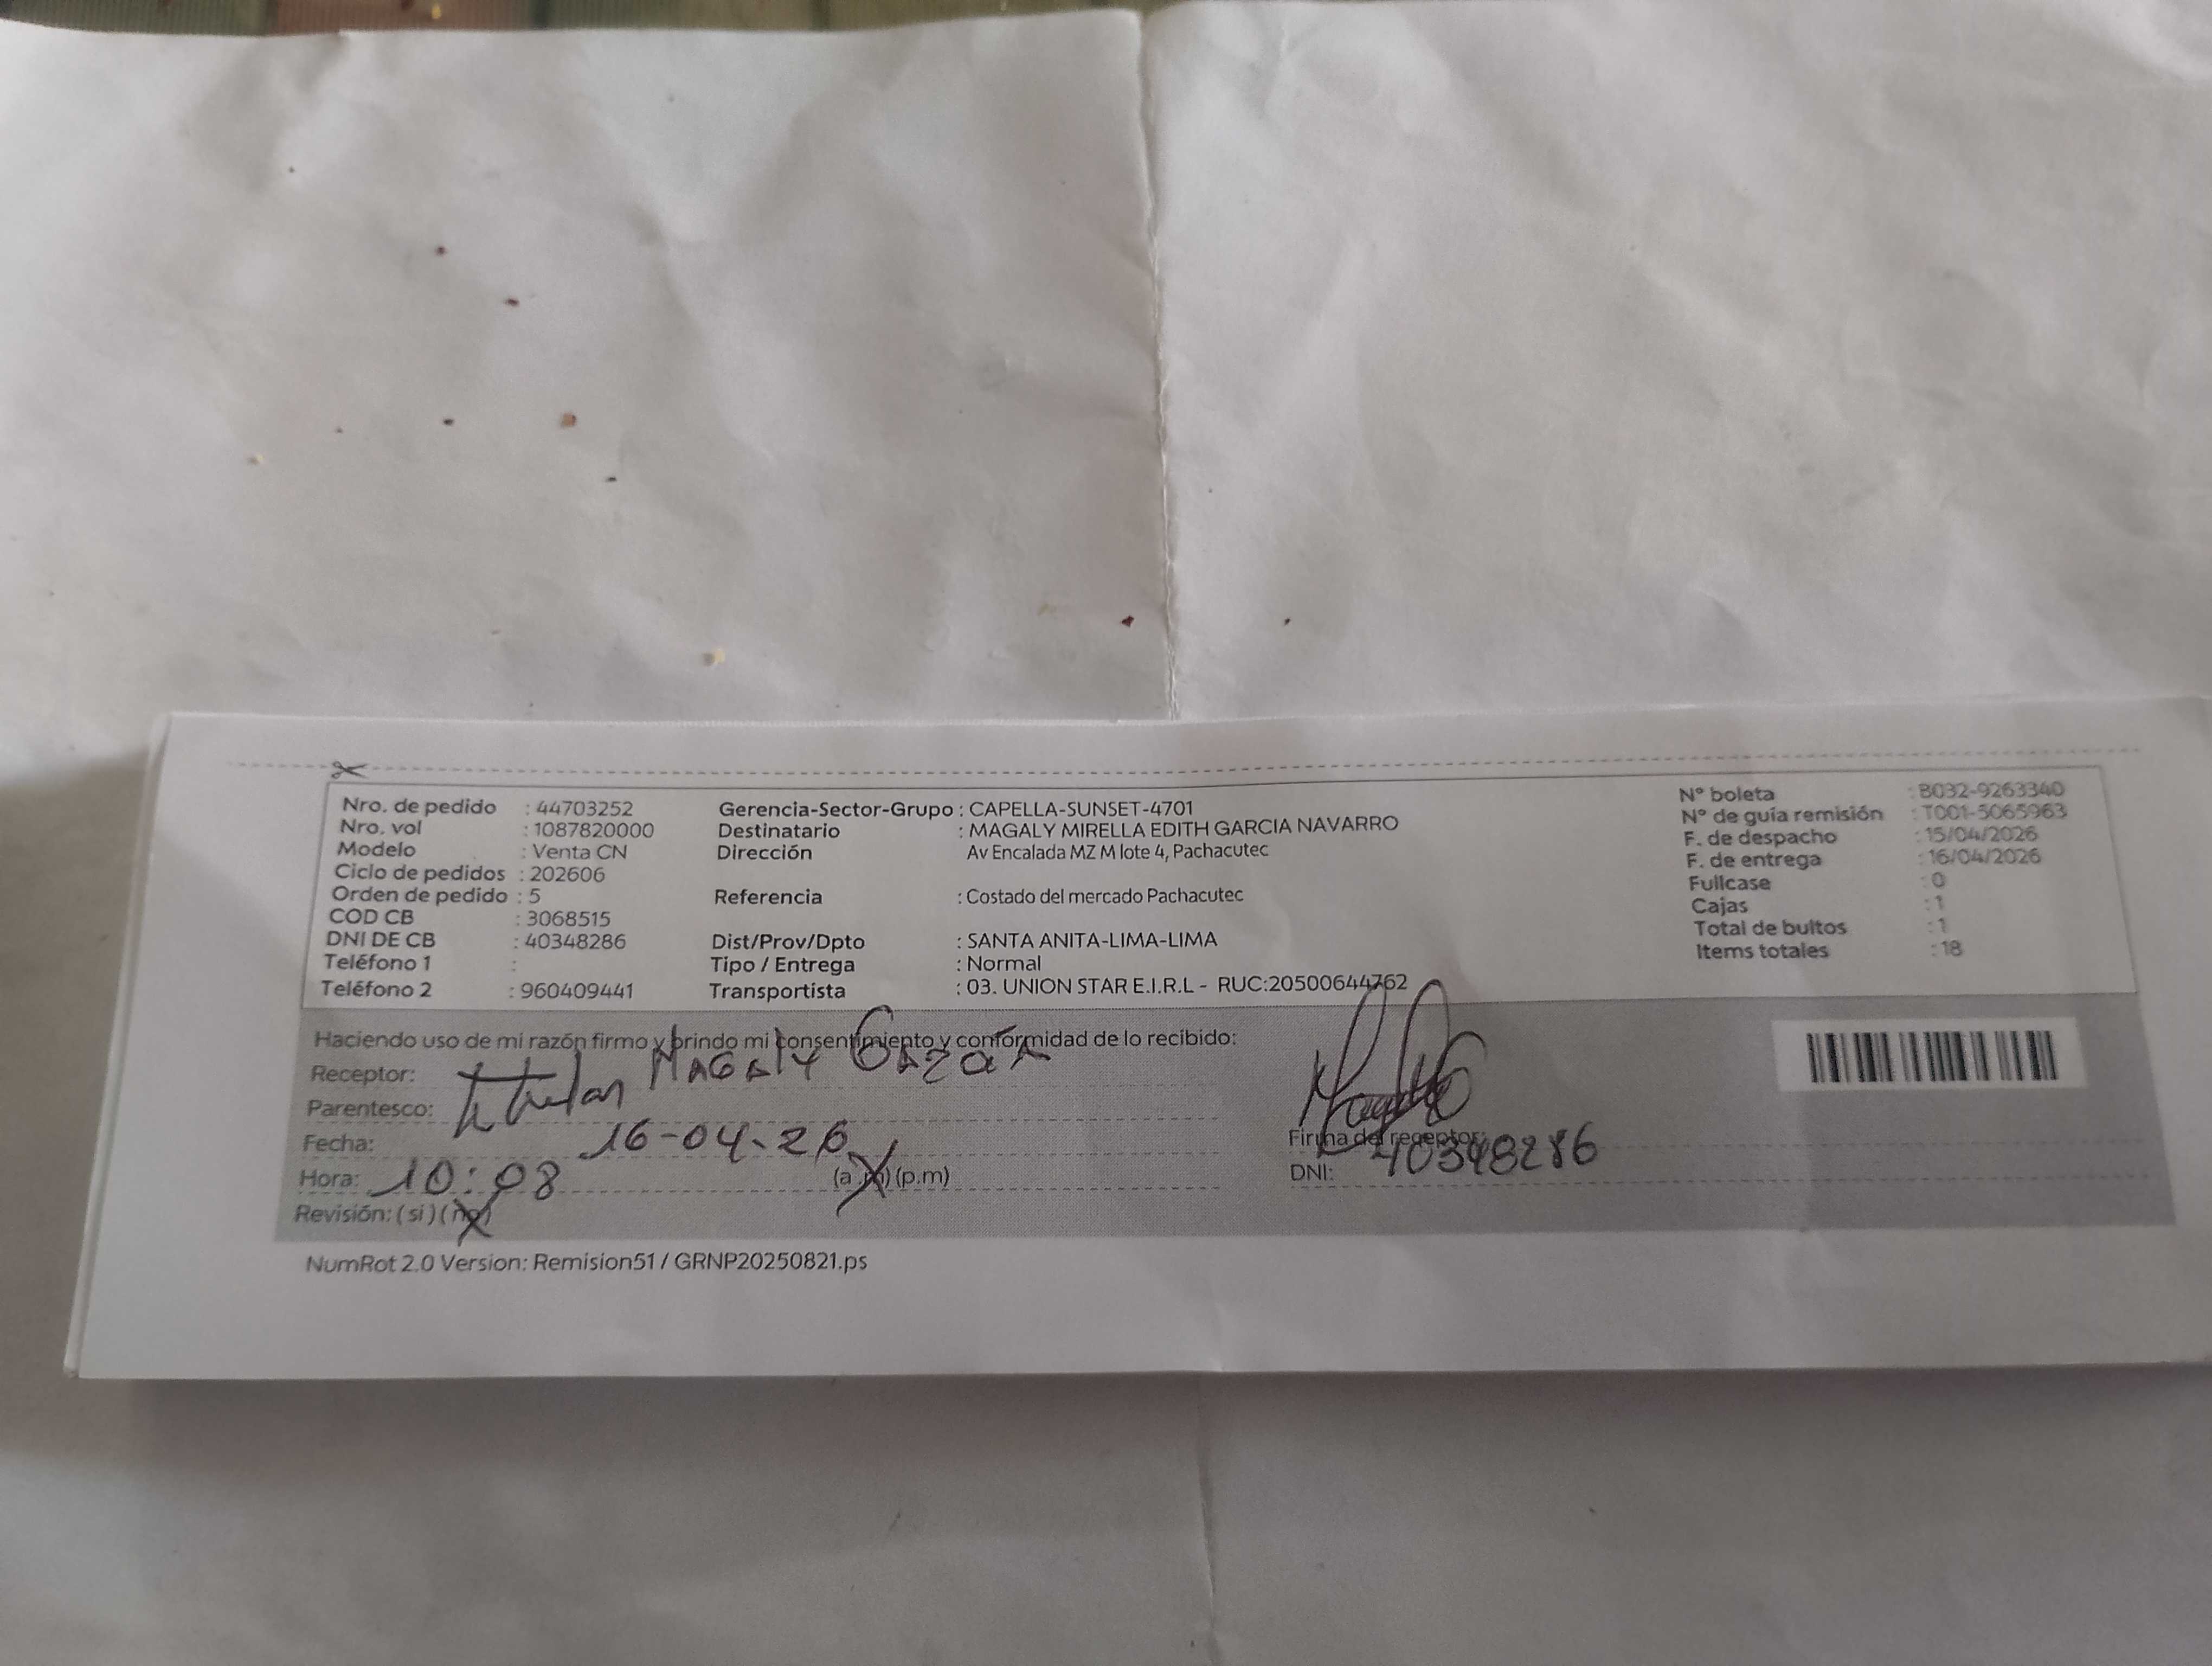 Nro. de pedido : 44703252
Nro. vol : 1087820000
Modelo : Venta CN
Ciclo de pedidos : 202606
Orden de pedido : 5
COD CB : 3068515
DNI DE CB : 40348286
Teléfono 1 :
Teléfono 2 : 960409441
Gerencia-Sector-Grupo : CAPELLA-SUNSET-4701
Destinatario : MAGALY MIRELLA EDITH GARCIA NAVARRO
Dirección Av Encalada MZ M lote 4, Pachacutec
Referencia : Costado del mercado Pachacutec
Dist/Prov/Dpto : SANTA ANITA-LIMA-LIMA
Tipo / Entrega : Normal
Transportista : 03. UNION STAR E.I.R.L - RUC:20500644762
N° boleta : B032-9263340
N° de guía remisión : T001-5065963
F. de despacho : 15/04/2026
F. de entrega : 16/04/2026
Fullcase : 0
Cajas : 1
Total de bultos : 1
Items totales : 18
Haciendo uso de mi razón firmo y brindo mi consentimiento y conformidad de lo recibido:
Receptor: MAGALY
Parentesco: titular
Fecha: 16-04-26
Hora: 10:08 (a.m) (p.m)
Revisión: (si) (no)
Firma del receptor:
DNI: 40348286
NumRot 2.0 Version: Remision51 / GRNP20250821.ps